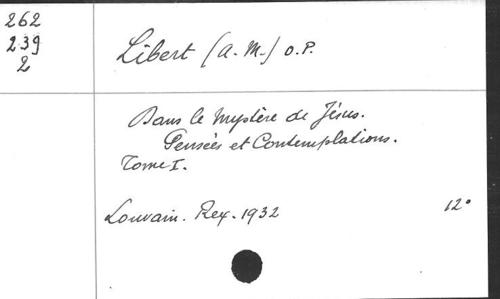 262
239
2
Libert (A. M.) O.P.
Dans le Mystère de Jésus.
Pensées et Contemplations.
Tome I.
Louvain. Rex. 1932
12°